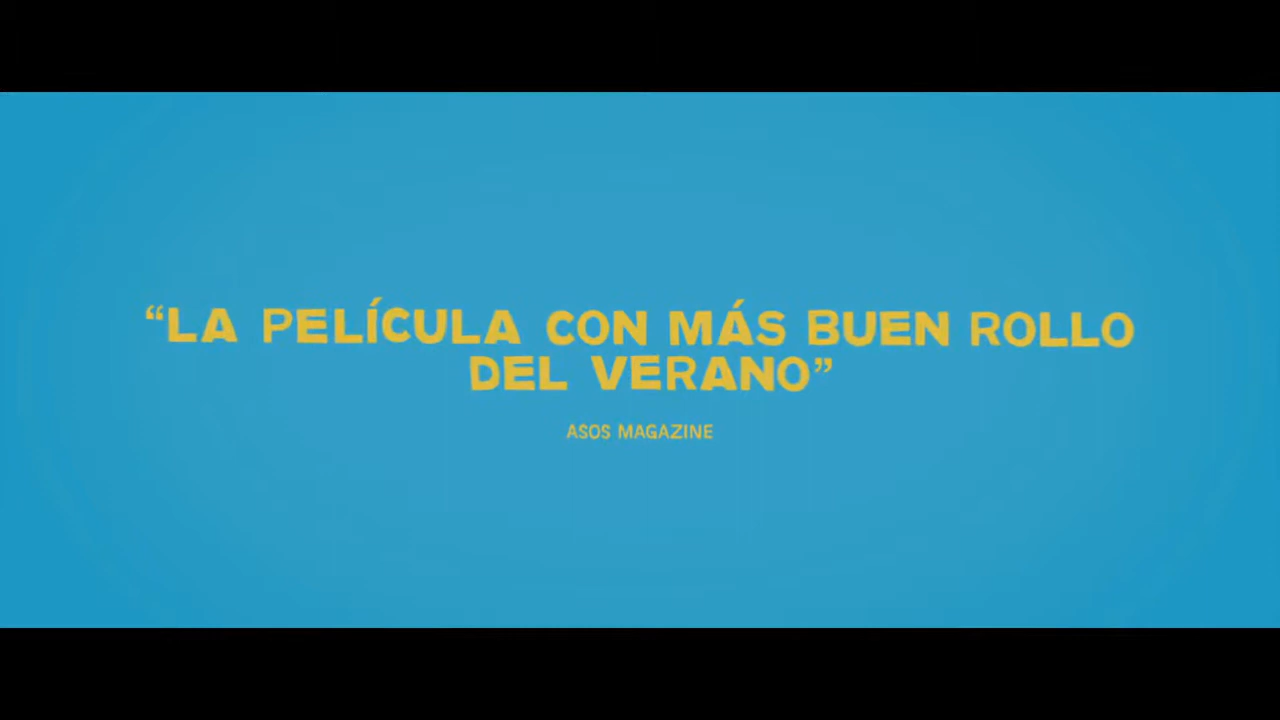 “LA PELÍCULA CON MÁS BUEN ROLLO
DEL VERANO”
ASOS MAGAZINE